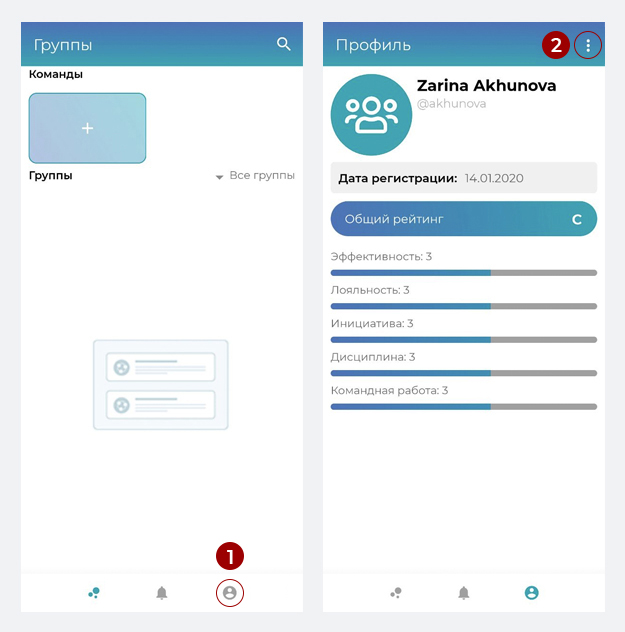 Группы
Команды
+
Группы
Все группы
1
Профиль
2
Zarina Akhunova
@akhunova
Дата регистрации: 14.01.2020
Общий рейтинг C
Эффективность: 3
Лояльность: 3
Инициатива: 3
Дисциплина: 3
Командная работа: 3